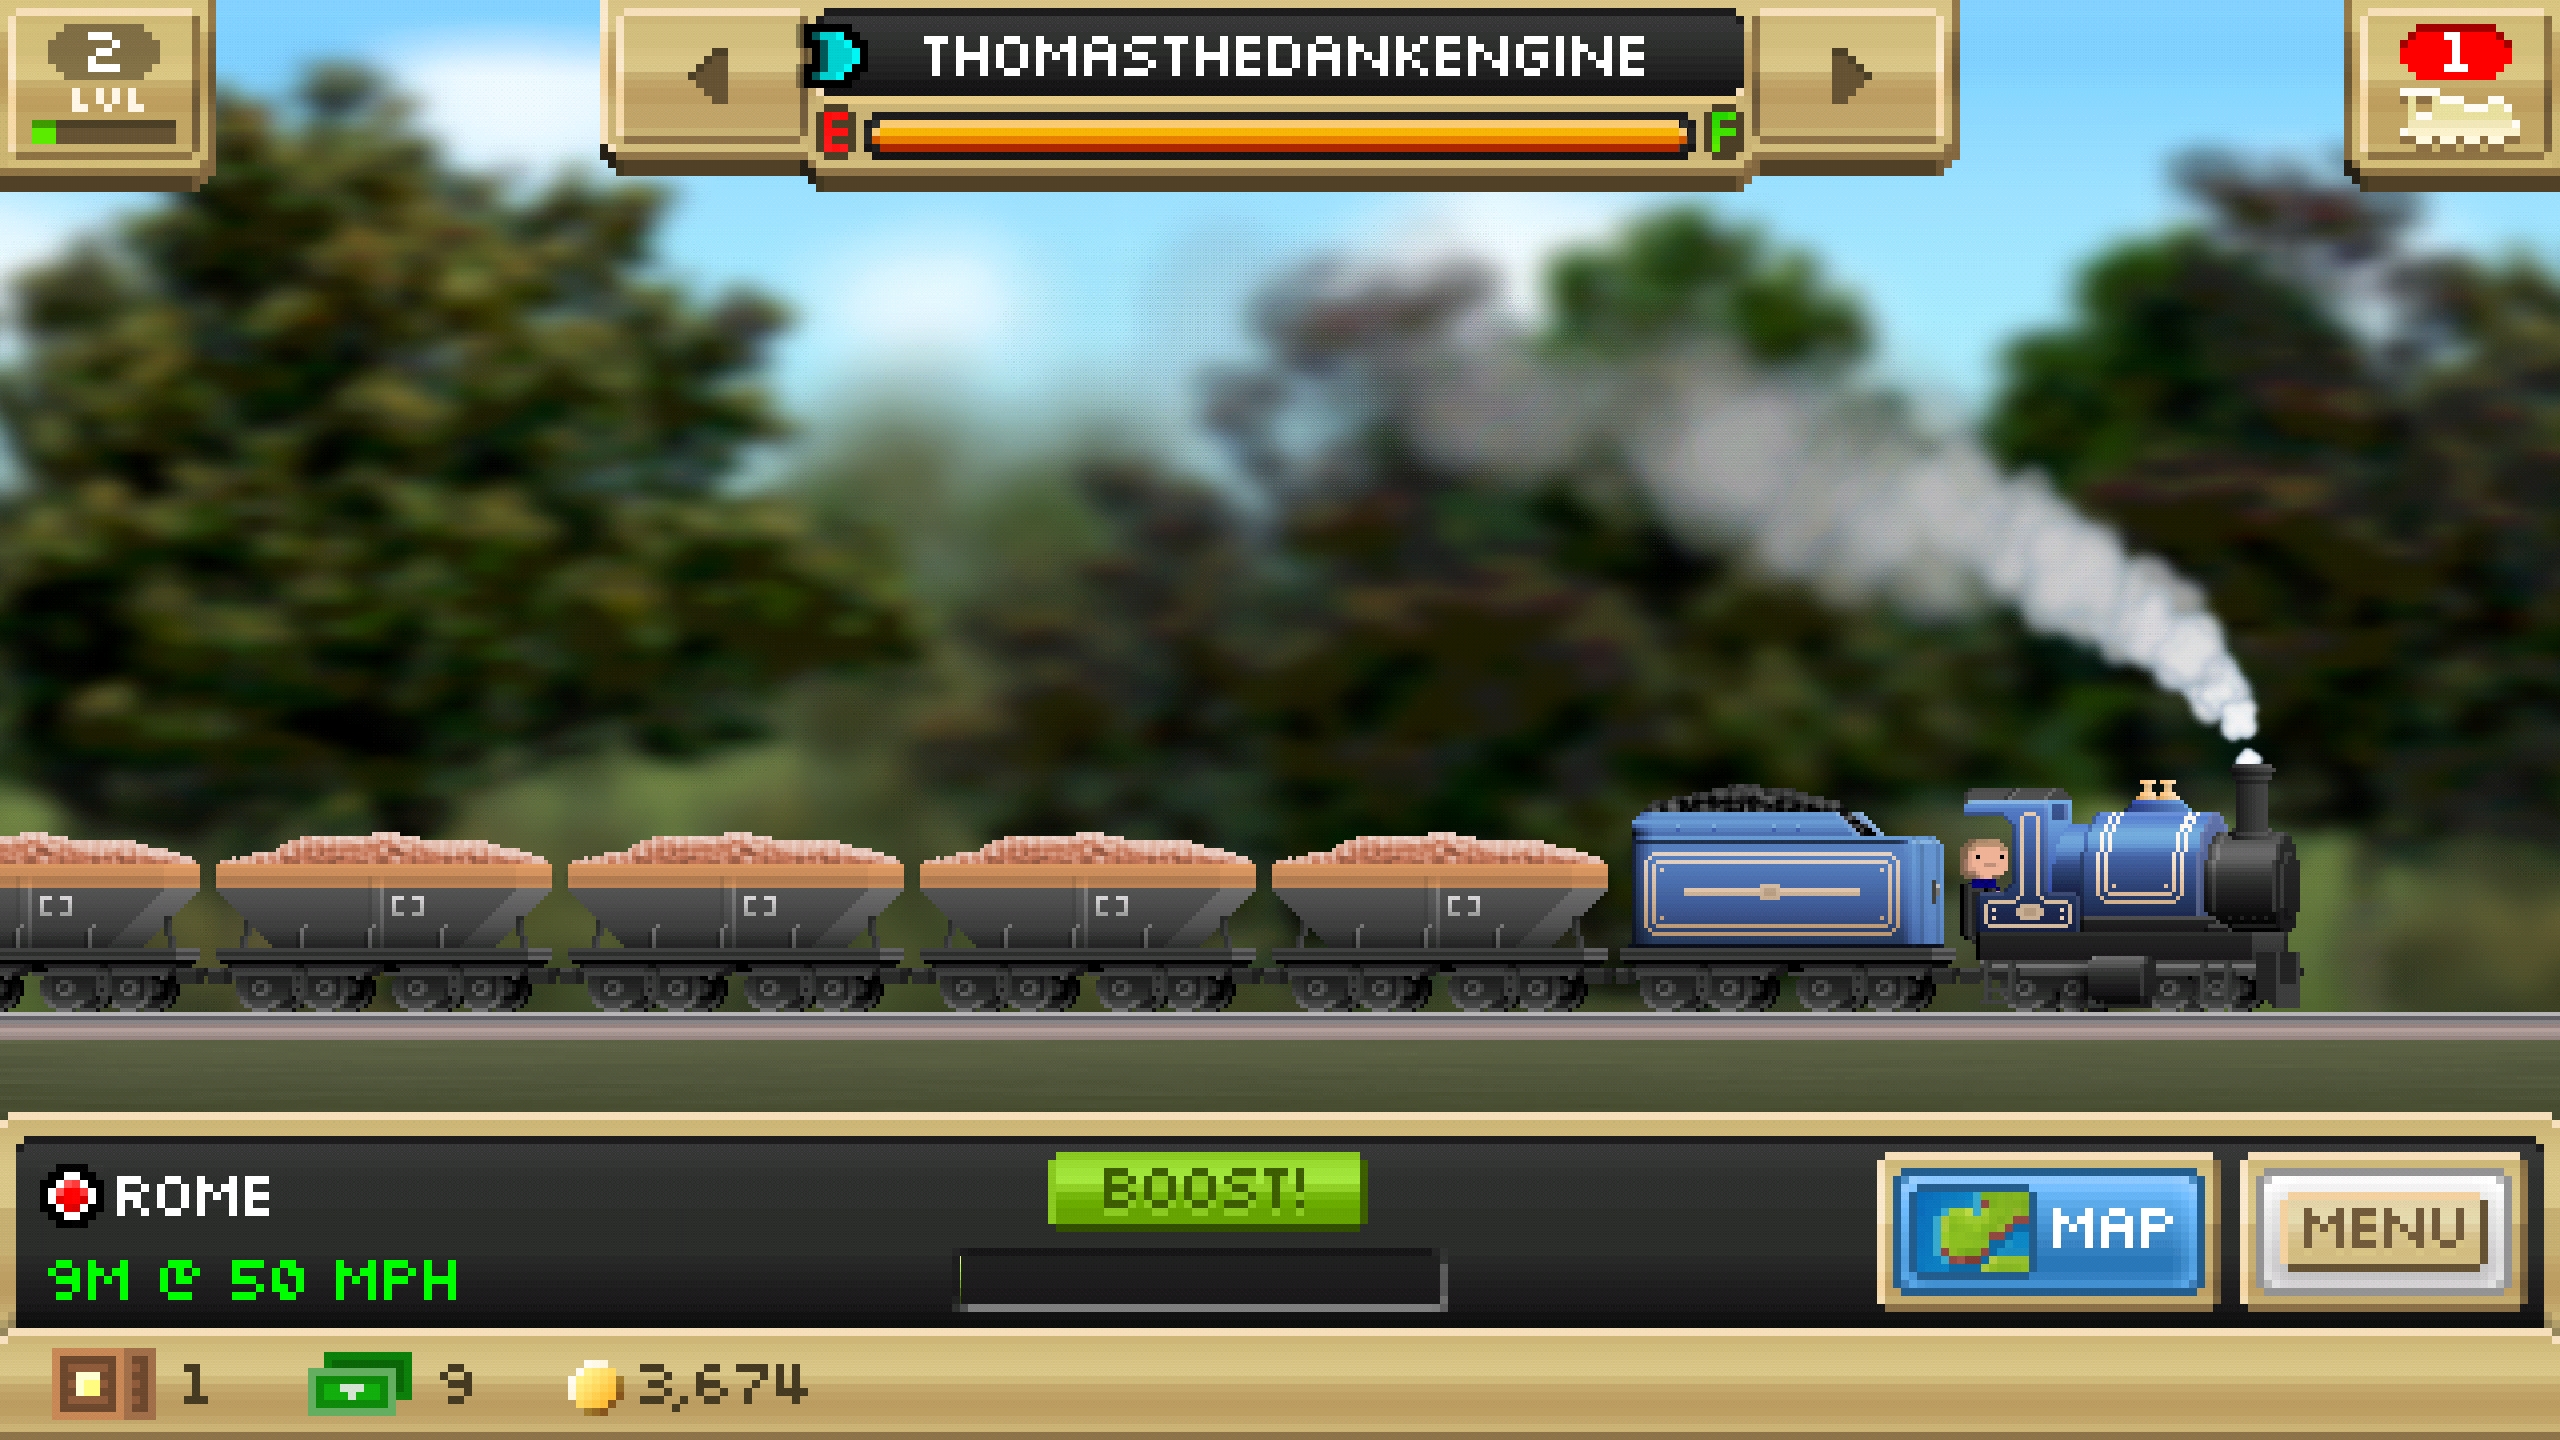 2
LVL
THOMASTHEDANKENGINE
E F
1
[] [] [] [] []
ROME
BOOST!
9M @ 50 MPH
MAP
MENU
1 9 3,674